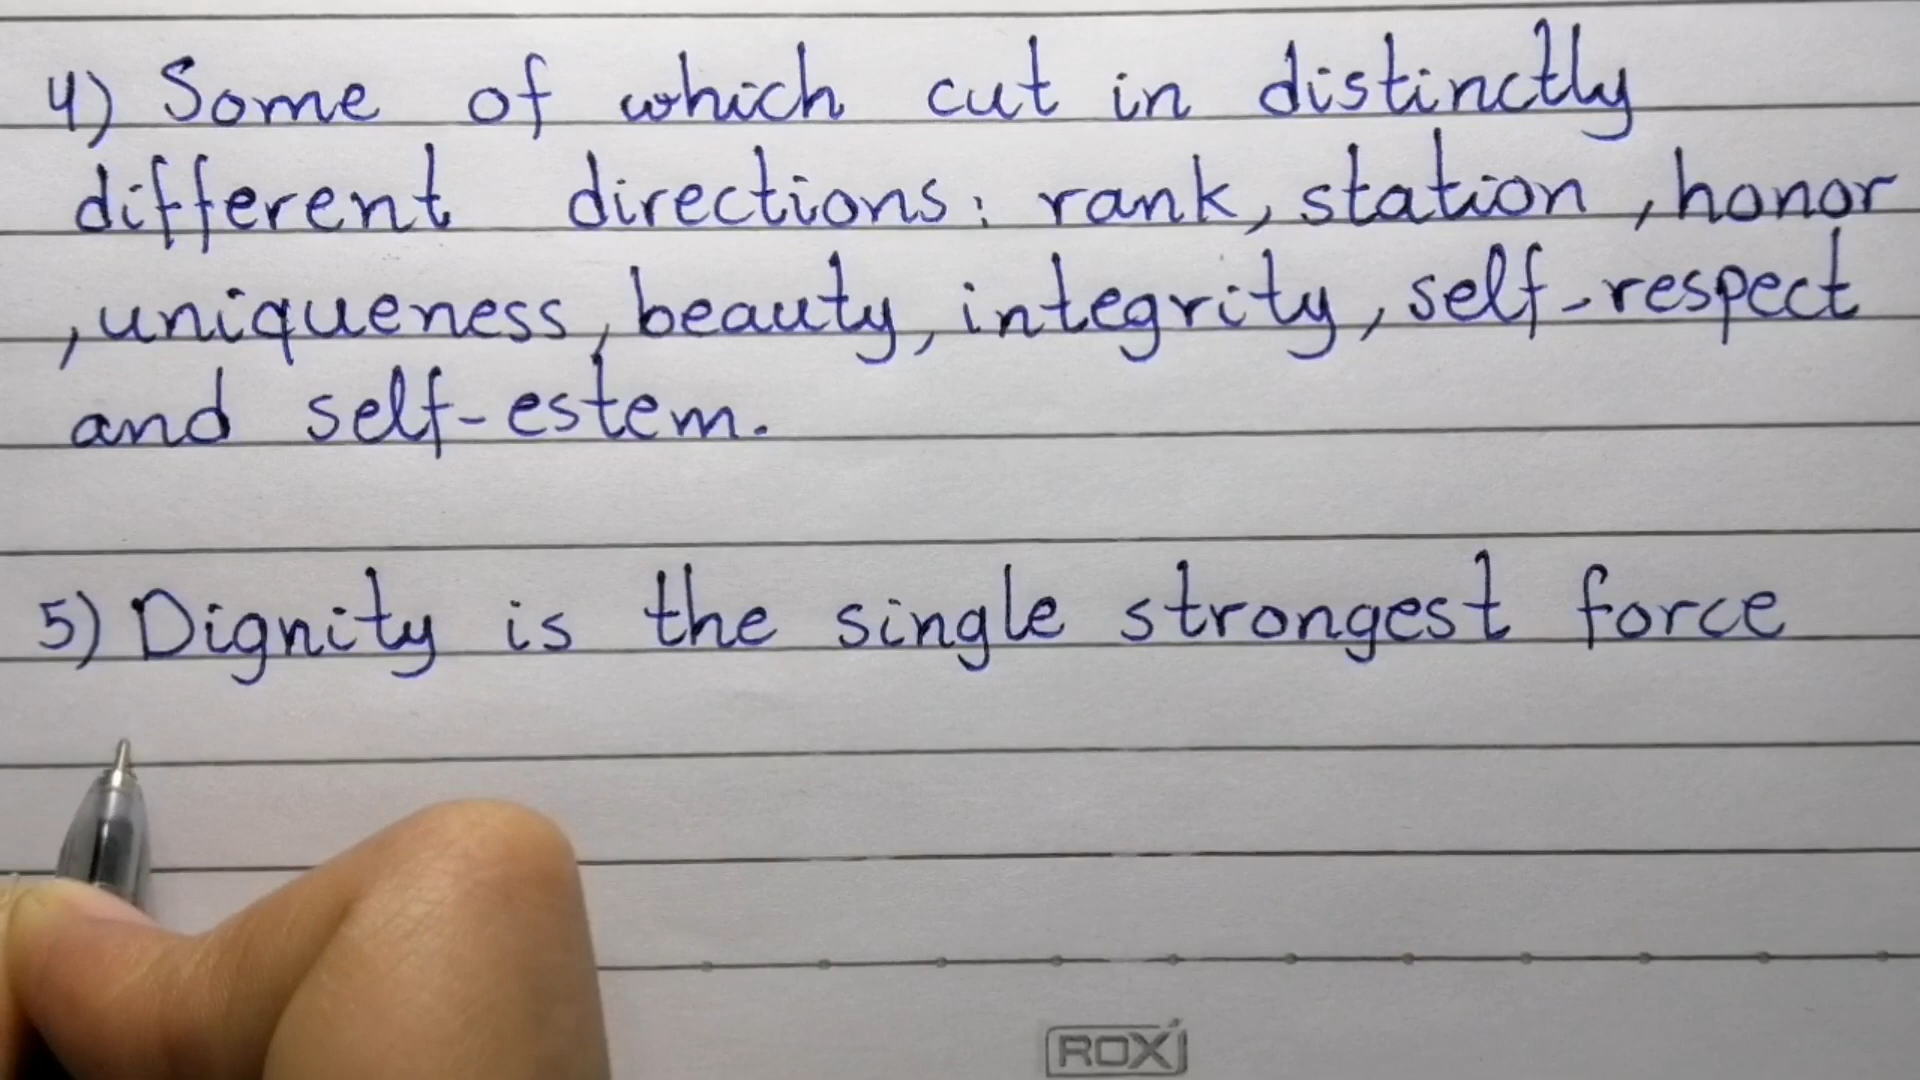 4) Some of which cut in distinctly
different directions: rank, station, honor
, uniqueness, beauty, integrity, self-respect
and self-estem.
5) Dignity is the single strongest force
ROX